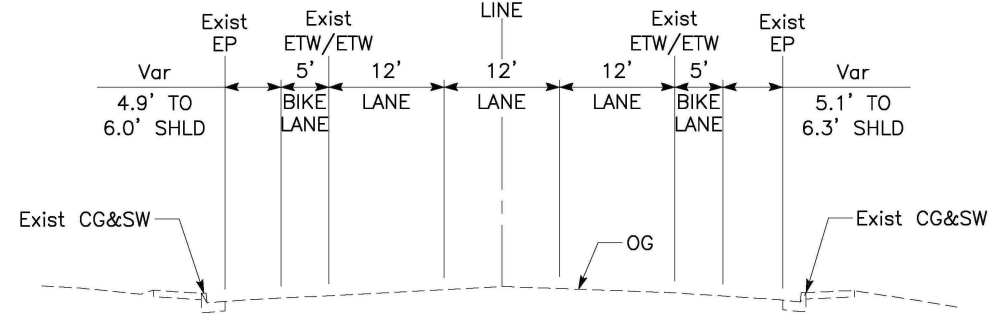 LINE
Exist
EP
Exist
ETW/ETW
Exist
ETW/ETW
Exist
EP
Var
5'
12'
12'
12'
5'
Var
4.9' TO
6.0' SHLD
BIKE
LANE
LANE
LANE
LANE
BIKE
LANE
5.1' TO
6.3' SHLD
Exist CG&SW
OG
Exist CG&SW